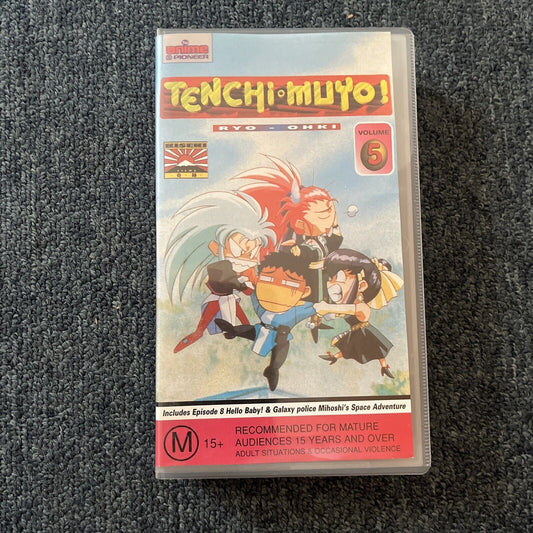 anime
PIONEER
TENCHI·MUYO!
RYO - OHKI
VOLUME
5
Includes Episode 8 Hello Baby! & Galaxy police Mihoshi's Space Adventure
M 15+
RECOMMENDED FOR MATURE
AUDIENCES 15 YEARS AND OVER
ADULT SITUATIONS & OCCASIONAL VIOLENCE